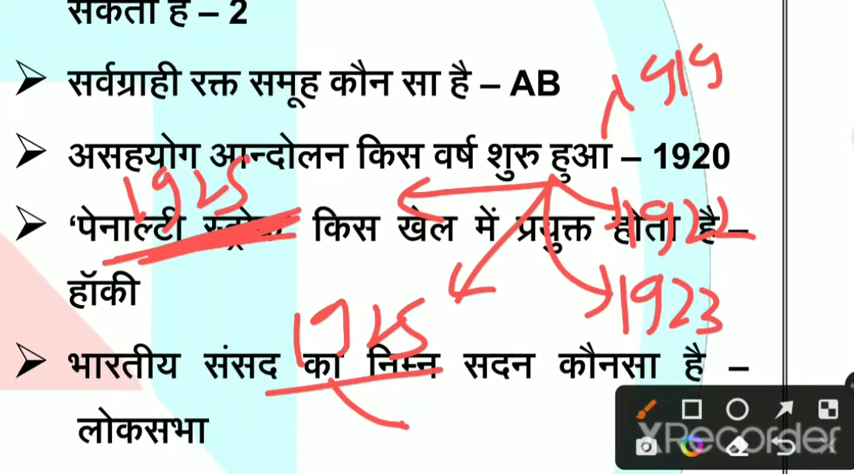 सकता है – 2
➢ सर्वग्राही रक्त समूह कौन सा है – AB
1919
➢ असहयोग आन्दोलन किस वर्ष शुरु हुआ – 1920
1925
➢ 'पेनाल्टी स्ट्रोक' किस खेल में प्रयुक्त होता है –
1922
हॉकी
1923
1925
➢ भारतीय संसद का निम्न सदन कौनसा है –
लोकसभा
XRecorder